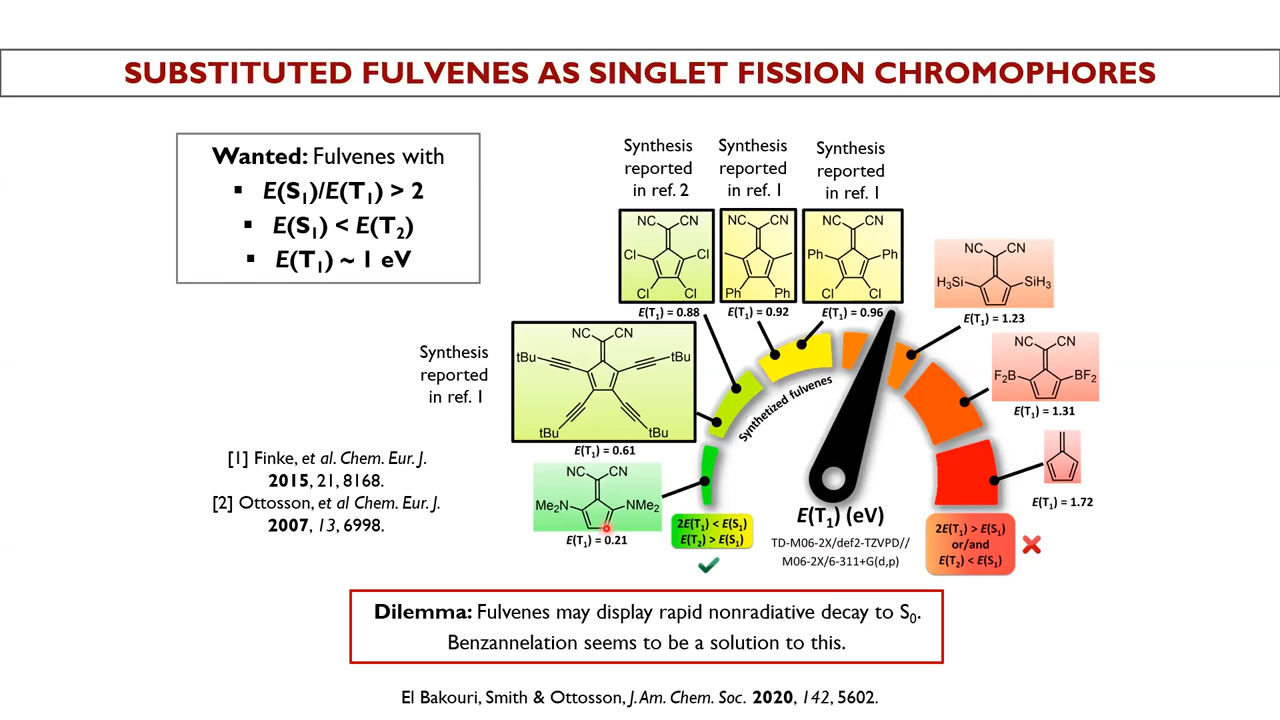 SUBSTITUTED FULVENES AS SINGLET FISSION CHROMOPHORES
Wanted: Fulvenes with
▪ E(S₁)/E(T₁) > 2
▪ E(S₁) < E(T₂)
▪ E(T₁) ~ 1 eV
Synthesis
reported
in ref. 2
Synthesis
reported
in ref. 1
Synthesis
reported
in ref. 1
NC CN
Cl Cl
Cl Cl
E(T₁) = 0.88
NC CN
Ph Ph
E(T₁) = 0.92
NC CN
Ph Ph
Cl Cl
E(T₁) = 0.96
NC CN
H3Si SiH3
E(T₁) = 1.23
Synthesis
reported
in ref. 1
NC CN
tBu tBu
tBu tBu
E(T₁) = 0.61
NC CN
F₂B BF₂
E(T₁) = 1.31
Synthetized fulvenes
[1] Finke, et al. Chem. Eur. J.
2015, 21, 8168.
[2] Ottosson, et al Chem. Eur. J.
2007, 13, 6998.
NC CN
Me₂N NMe₂
E(T₁) = 0.21
E(T₁) = 1.72
2E(T₁) < E(S₁)
E(T₂) > E(S₁)
E(T₁) (eV)
TD-M06-2X/def2-TZVPD//
M06-2X/6-311+G(d,p)
2E(T₁) > E(S₁)
or/and
E(T₂) < E(S₁)
Dilemma: Fulvenes may display rapid nonradiative decay to S₀.
Benzannelation seems to be a solution to this.
El Bakouri, Smith & Ottosson, J. Am. Chem. Soc. 2020, 142, 5602.